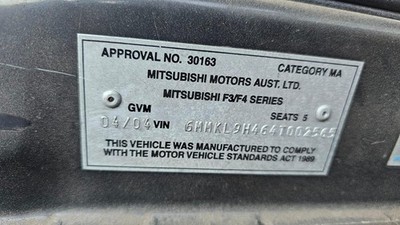 APPROVAL NO. 30163 CATEGORY MA
MITSUBISHI MOTORS AUST. LTD.
MITSUBISHI F3/F4 SERIES
GVM SEATS 5
04/04 VIN 6MMKL9H464T002545
THIS VEHICLE WAS MANUFACTURED TO COMPLY
WITH THE MOTOR VEHICLE STANDARDS ACT 1989